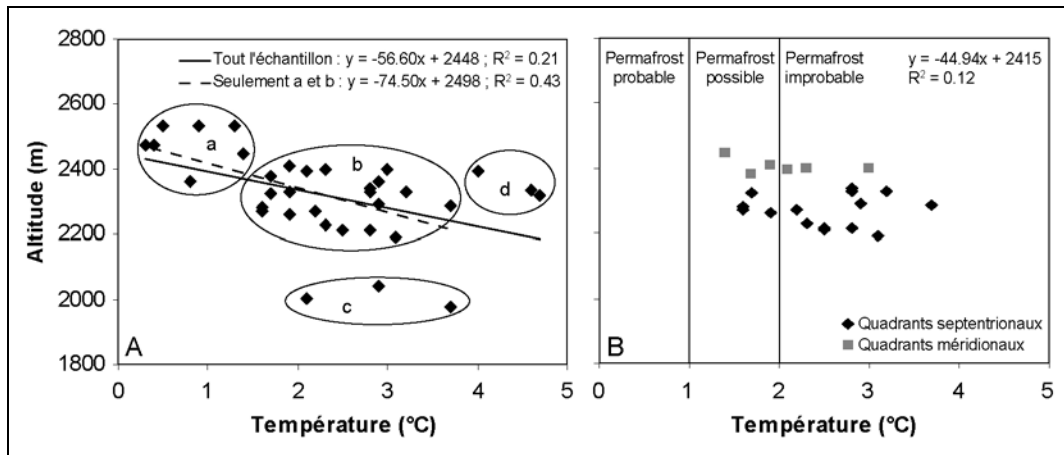 2800
2600
2400
2200
2000
1800
Altitude (m)
Tout l'échantillon : y = -56.60x + 2448 ; R² = 0.21
Seulement a et b : y = -74.50x + 2498 ; R² = 0.43
a
b
d
c
A
0 1 2 3 4 5
Température (°C)
Permafrost probable
Permafrost possible
Permafrost improbable
y = -44.94x + 2415
R² = 0.12
Quadrants septentrionaux
Quadrants méridionaux
B
0 1 2 3 4 5
Température (°C)